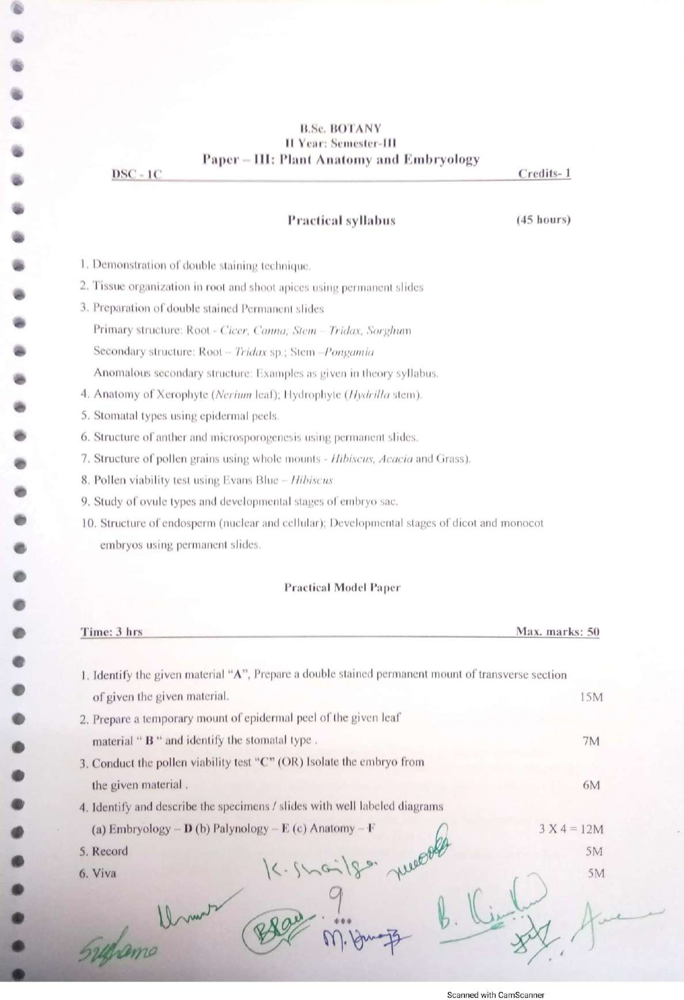 B.Sc. BOTANY
II Year: Semester-III
Paper – III: Plant Anatomy and Embryology
DSC - 1C Credits- 1
Practical syllabus (45 hours)
1. Demonstration of double staining technique.
2. Tissue organization in root and shoot apices using permanent slides
3. Preparation of double stained Permanent slides
Primary structure: Root - Cicer, Canna; Stem – Tridax, Sorghum
Secondary structure: Root – Tridax sp.; Stem –Pongamia
Anomalous secondary structure: Examples as given in theory syllabus.
4. Anatomy of Xerophyte (Nerium leaf); Hydrophyte (Hydrilla stem).
5. Stomatal types using epidermal peels.
6. Structure of anther and microsporogenesis using permanent slides.
7. Structure of pollen grains using whole mounts - Hibiscus, Acacia and Grass).
8. Pollen viability test using Evans Blue – Hibiscus
9. Study of ovule types and developmental stages of embryo sac.
10. Structure of endosperm (nuclear and cellular); Developmental stages of dicot and monocot
embryos using permanent slides.
Practical Model Paper
Time: 3 hrs Max. marks: 50
1. Identify the given material “A”, Prepare a double stained permanent mount of transverse section
of given the given material. 15M
2. Prepare a temporary mount of epidermal peel of the given leaf
material “ B “ and identify the stomatal type . 7M
3. Conduct the pollen viability test “C” (OR) Isolate the embryo from
the given material . 6M
4. Identify and describe the specimens / slides with well labeled diagrams
(a) Embryology – D (b) Palynology – E (c) Anatomy – F 3 X 4 = 12M
5. Record 5M
6. Viva 5M
9
***
Scanned with CamScanner